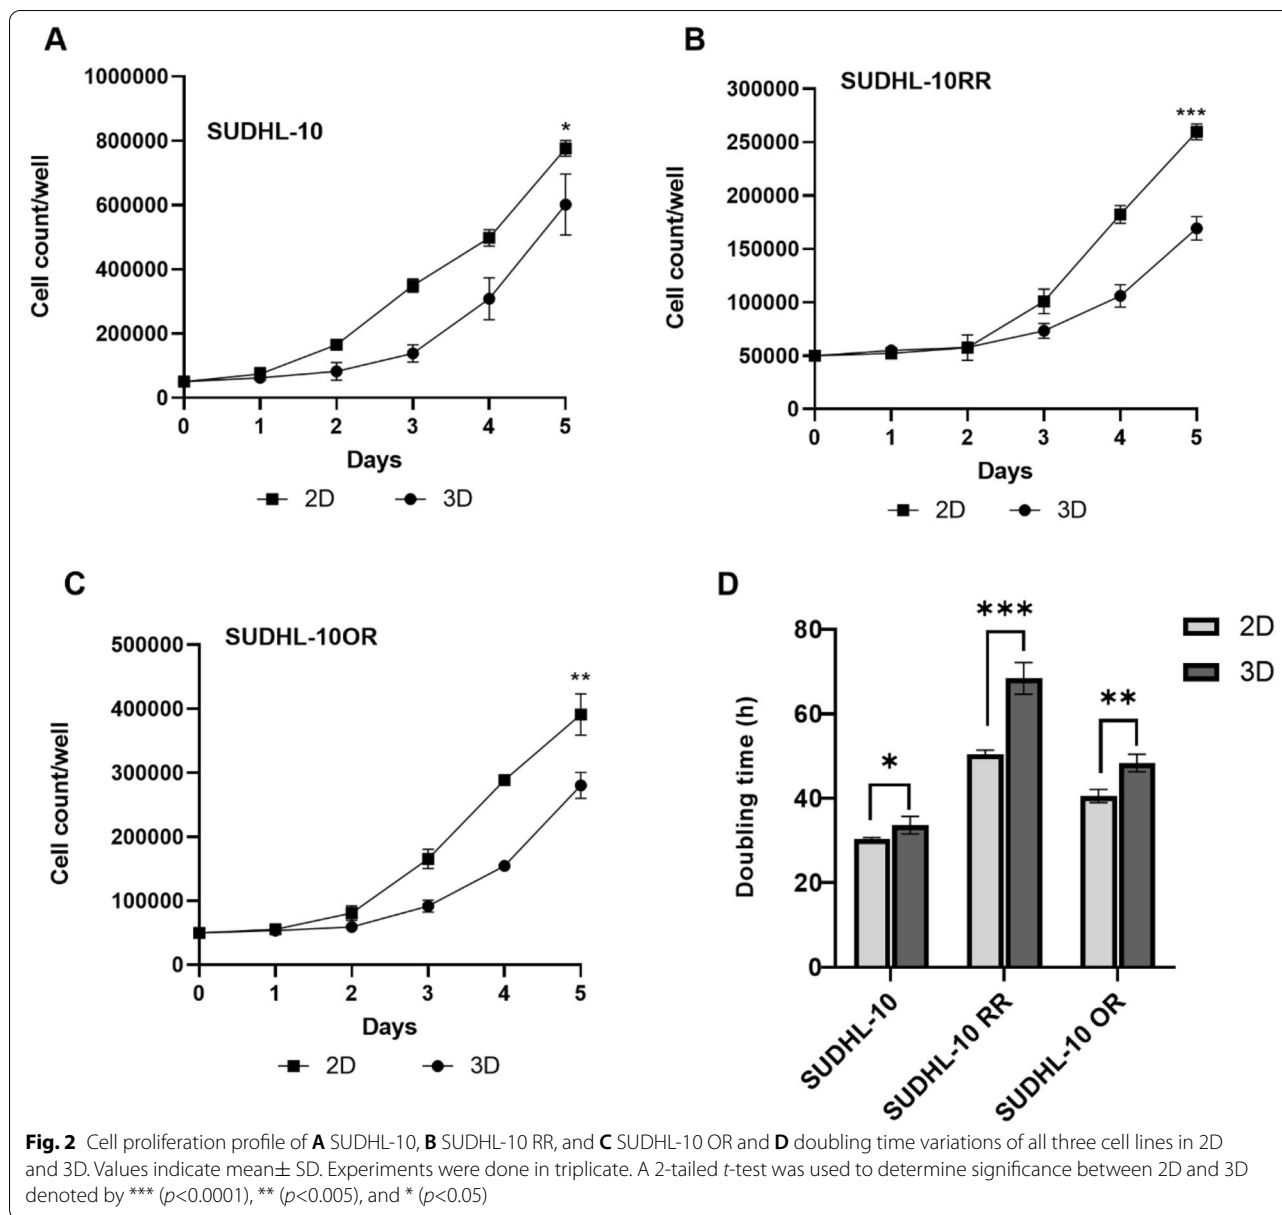 A
SUDHL-10
*
1000000
800000
600000
400000
200000
0
Cell count/well
0 1 2 3 4 5
Days
2D 3D
B
SUDHL-10RR
***
300000
250000
200000
150000
100000
50000
0
Cell count/well
0 1 2 3 4 5
Days
2D 3D
C
SUDHL-10OR
**
500000
400000
300000
200000
100000
0
Cell count/well
0 1 2 3 4 5
Days
2D 3D
D
2D
3D
80
60
40
20
0
Doubling time (h)
*
***
**
SUDHL-10
SUDHL-10 RR
SUDHL-10 OR
Fig. 2 Cell proliferation profile of A SUDHL-10, B SUDHL-10 RR, and C SUDHL-10 OR and D doubling time variations of all three cell lines in 2D
and 3D. Values indicate mean± SD. Experiments were done in triplicate. A 2-tailed t-test was used to determine significance between 2D and 3D
denoted by *** (p<0.0001), ** (p<0.005), and * (p<0.05)